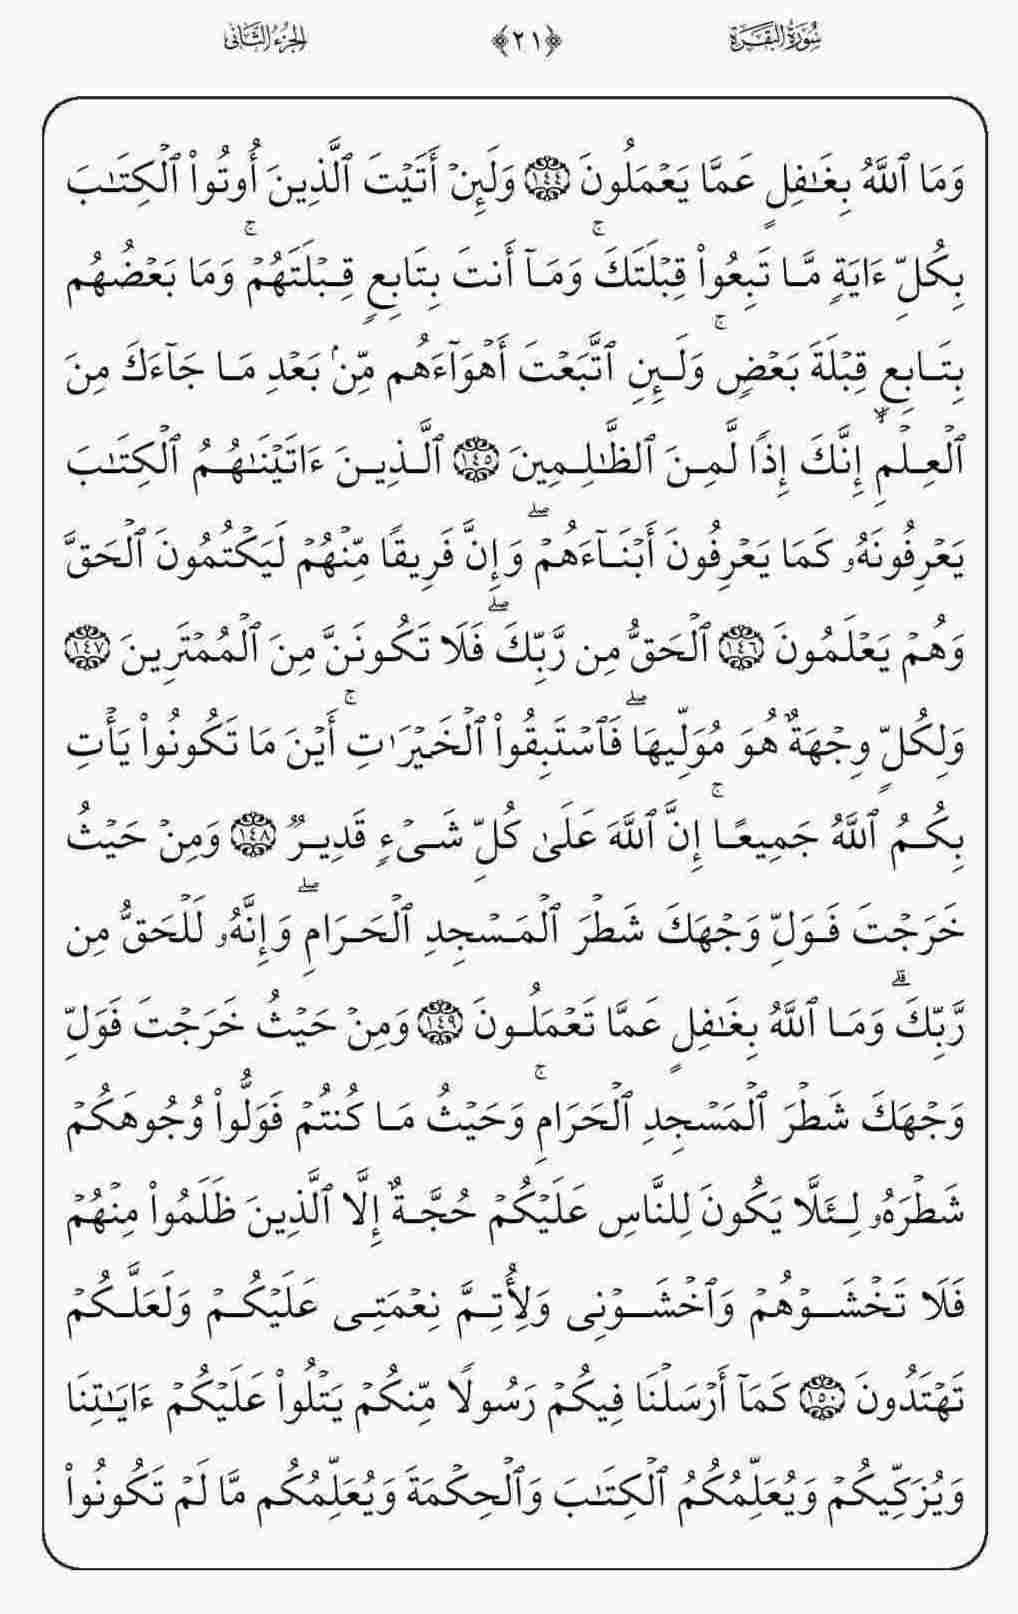 سُورَةُ البَقَرَةِ ﴿٢١﴾ الجُزءُ الثَّانِى
وَمَا ٱللَّهُ بِغَٰفِلٍ عَمَّا يَعۡمَلُونَ ١٤٤ وَلَئِنۡ أَتَيۡتَ ٱلَّذِينَ أُوتُواْ ٱلۡكِتَٰبَ
بِكُلِّ ءَايَةٖ مَّا تَبِعُواْ قِبۡلَتَكَۚ وَمَآ أَنتَ بِتَابِعٖ قِبۡلَتَهُمۡۚ وَمَا بَعۡضُهُم
بِتَابِعٖ قِبۡلَةَ بَعۡضٖۚ وَلَئِنِ ٱتَّبَعۡتَ أَهۡوَآءَهُم مِّنۢ بَعۡدِ مَا جَآءَكَ مِنَ
ٱلۡعِلۡمِۙ إِنَّكَ إِذٗا لَّمِنَ ٱلظَّٰلِمِينَ ١٤٥ ٱلَّذِينَ ءَاتَيۡنَٰهُمُ ٱلۡكِتَٰبَ
يَعۡرِفُونَهُۥ كَمَا يَعۡرِفُونَ أَبۡنَآءَهُمۡۖ وَإِنَّ فَرِيقٗا مِّنۡهُمۡ لَيَكۡتُمُونَ ٱلۡحَقَّ
وَهُمۡ يَعۡلَمُونَ ١٤٦ ٱلۡحَقُّ مِن رَّبِّكَۖ فَلَا تَكُونَنَّ مِنَ ٱلۡمُمۡتَرِينَ ١٤٧
وَلِكُلّٖ وِجۡهَةٌ هُوَ مُوَلِّيهَاۖ فَٱسۡتَبِقُواْ ٱلۡخَيۡرَٰتِۚ أَيۡنَ مَا تَكُونُواْ يَأۡتِ
بِكُمُ ٱللَّهُ جَمِيعًاۚ إِنَّ ٱللَّهَ عَلَىٰ كُلِّ شَىۡءٖ قَدِيرٞ ١٤٨ وَمِنۡ حَيۡثُ
خَرَجۡتَ فَوَلِّ وَجۡهَكَ شَطۡرَ ٱلۡمَسۡجِدِ ٱلۡحَرَامِۖ وَإِنَّهُۥ لَلۡحَقُّ مِن
رَّبِّكَۗ وَمَا ٱللَّهُ بِغَٰفِلٍ عَمَّا تَعۡمَلُونَ ١٤٩ وَمِنۡ حَيۡثُ خَرَجۡتَ فَوَلِّ
وَجۡهَكَ شَطۡرَ ٱلۡمَسۡجِدِ ٱلۡحَرَامِۚ وَحَيۡثُ مَا كُنتُمۡ فَوَلُّواْ وُجُوهَكُمۡ
شَطۡرَهُۥ لِئَلَّا يَكُونَ لِلنَّاسِ عَلَيۡكُمۡ حُجَّةٌ إِلَّا ٱلَّذِينَ ظَلَمُواْ مِنۡهُمۡ
فَلَا تَخۡشَوۡهُمۡ وَٱخۡشَوۡنِى وَلِأُتِمَّ نِعۡمَتِى عَلَيۡكُمۡ وَلَعَلَّكُمۡ
تَهۡتَدُونَ ١٥٠ كَمَآ أَرۡسَلۡنَا فِيكُمۡ رَسُولٗا مِّنكُمۡ يَتۡلُواْ عَلَيۡكُمۡ ءَايَٰتِنَا
وَيُزَكِّيكُمۡ وَيُعَلِّمُكُمُ ٱلۡكِتَٰبَ وَٱلۡحِكۡمَةَ وَيُعَلِّمُكُم مَّا لَمۡ تَكُونُواْ